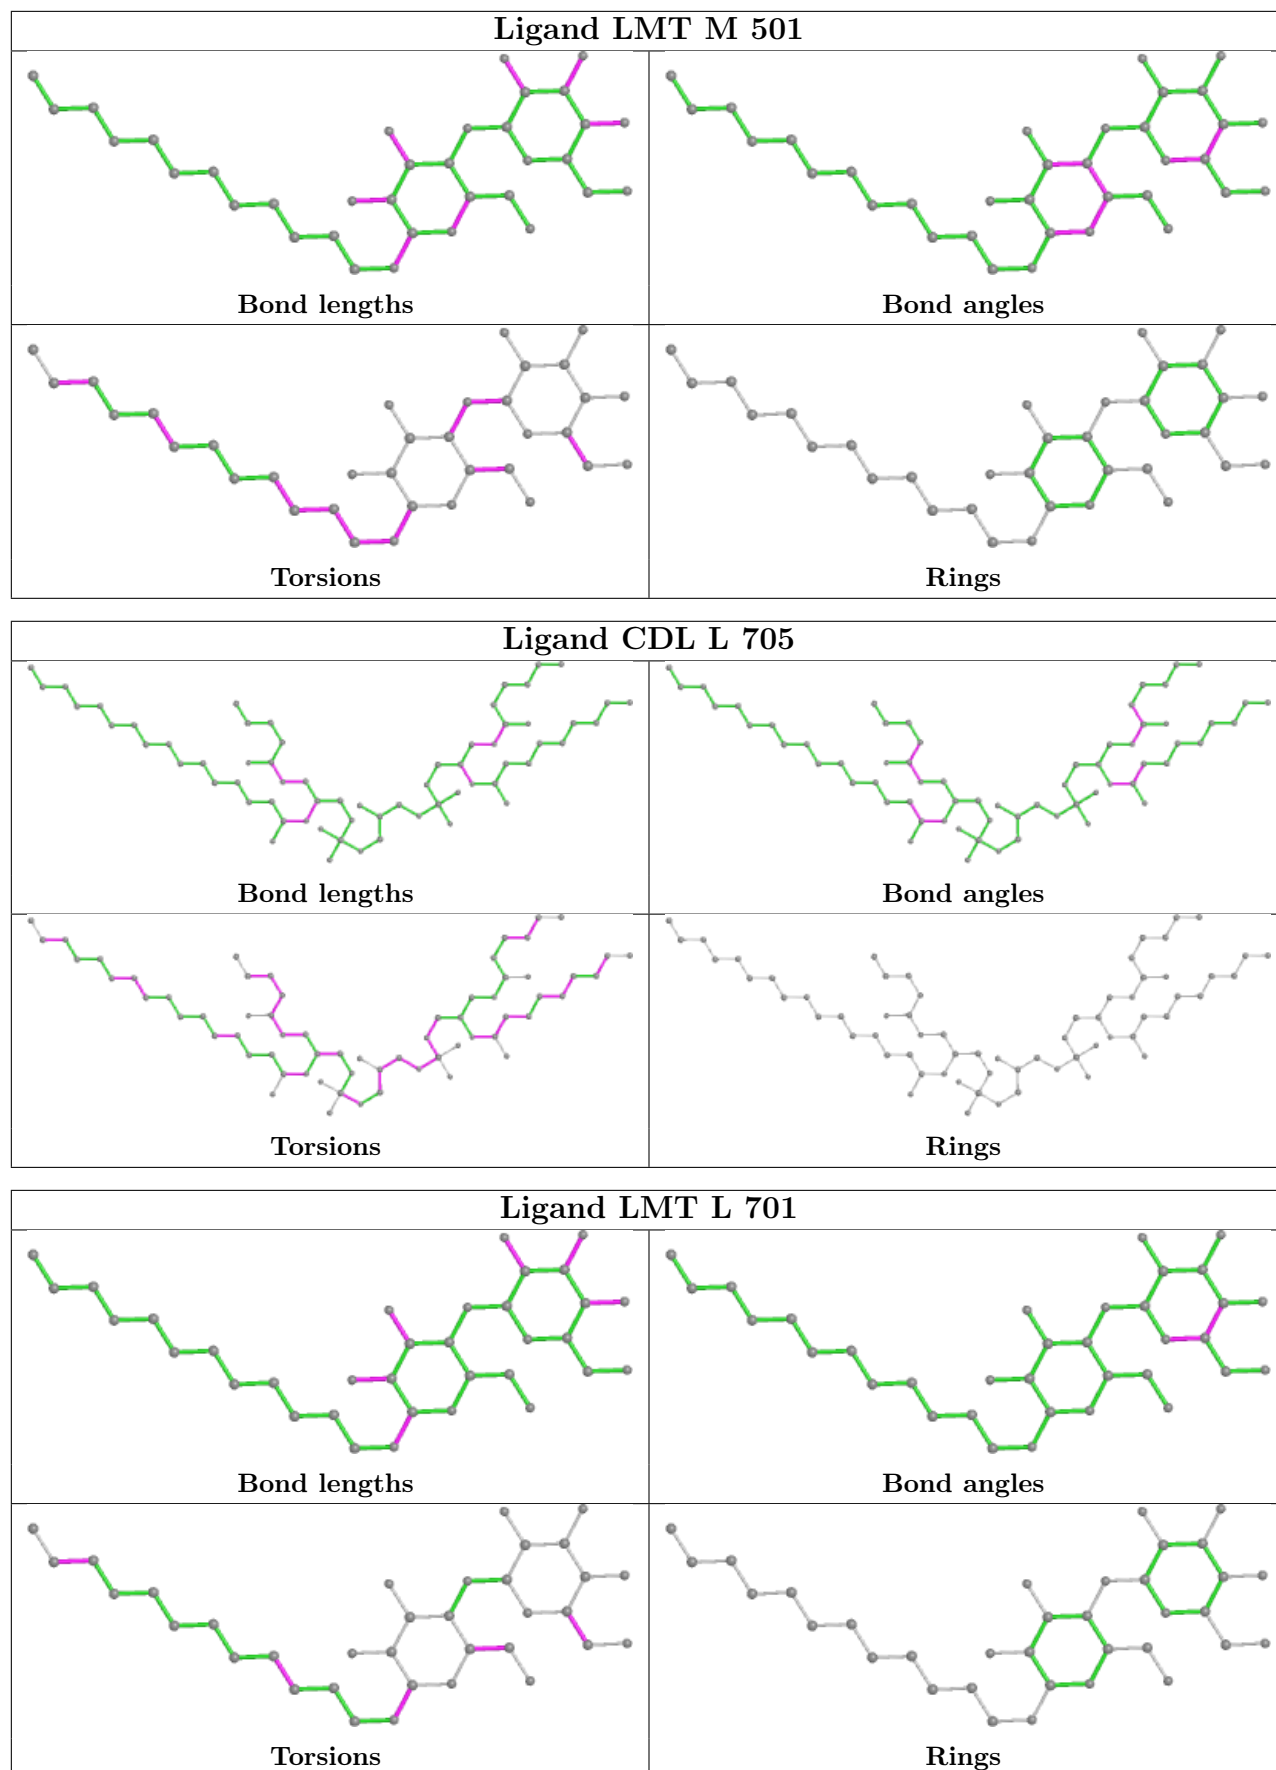 Ligand LMT M 501
Bond lengths
Bond angles
Torsions
Rings
Ligand CDL L 705
Bond lengths
Bond angles
Torsions
Rings
Ligand LMT L 701
Bond lengths
Bond angles
Torsions
Rings